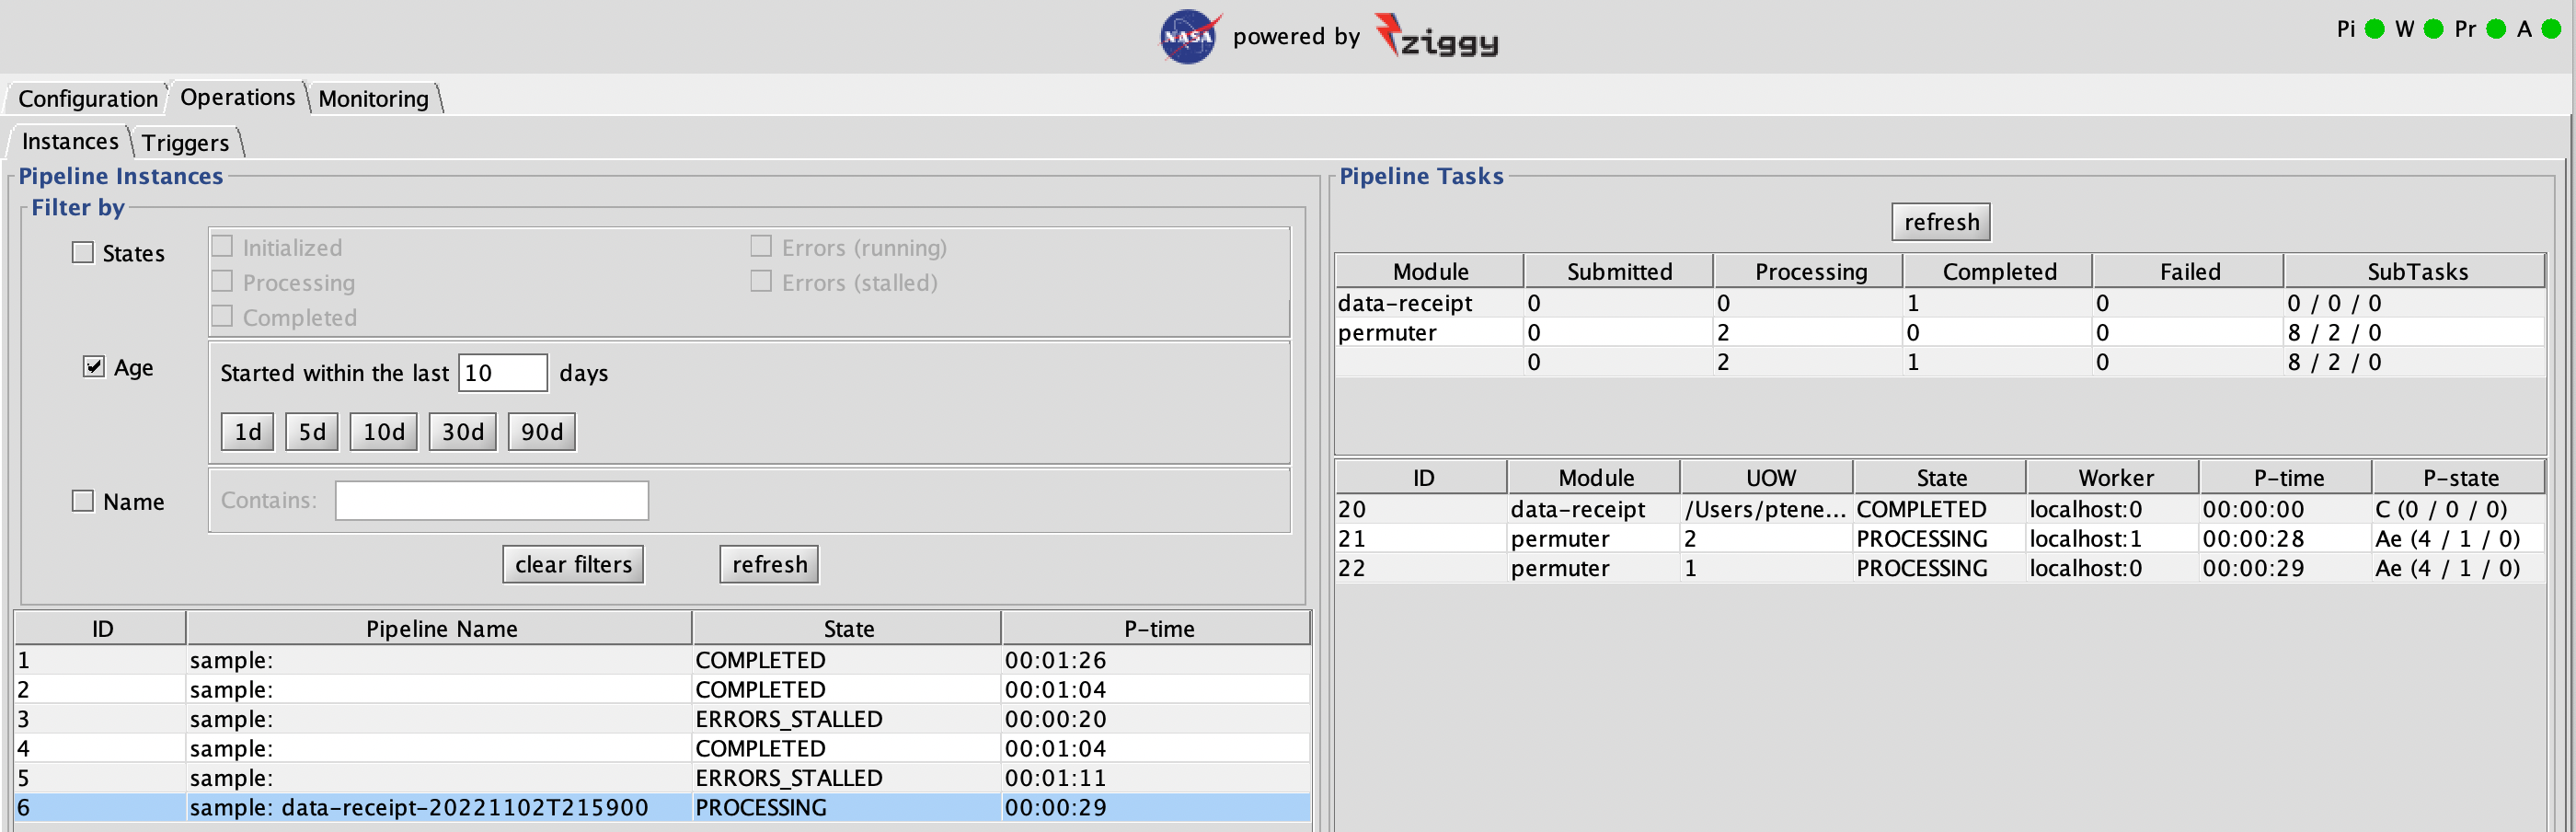 NASA powered by ziggy
Pi W Pr A
Configuration Operations Monitoring
Instances Triggers
Pipeline Instances
Filter by
States
Initialized Errors (running)
Processing Errors (stalled)
Completed
Age
Started within the last 10 days
1d 5d 10d 30d 90d
Name Contains:
clear filters refresh
ID Pipeline Name State P-time
1 sample: COMPLETED 00:01:26
2 sample: COMPLETED 00:01:04
3 sample: ERRORS_STALLED 00:00:20
4 sample: COMPLETED 00:01:04
5 sample: ERRORS_STALLED 00:01:11
6 sample: data-receipt-20221102T215900 PROCESSING 00:00:29
Pipeline Tasks
refresh
Module Submitted Processing Completed Failed SubTasks
data-receipt 0 0 1 0 0 / 0 / 0
permuter 0 2 0 0 8 / 2 / 0
0 2 1 0 8 / 2 / 0
ID Module UOW State Worker P-time P-state
20 data-receipt /Users/ptene... COMPLETED localhost:0 00:00:00 C (0 / 0 / 0)
21 permuter 2 PROCESSING localhost:1 00:00:28 Ae (4 / 1 / 0)
22 permuter 1 PROCESSING localhost:0 00:00:29 Ae (4 / 1 / 0)